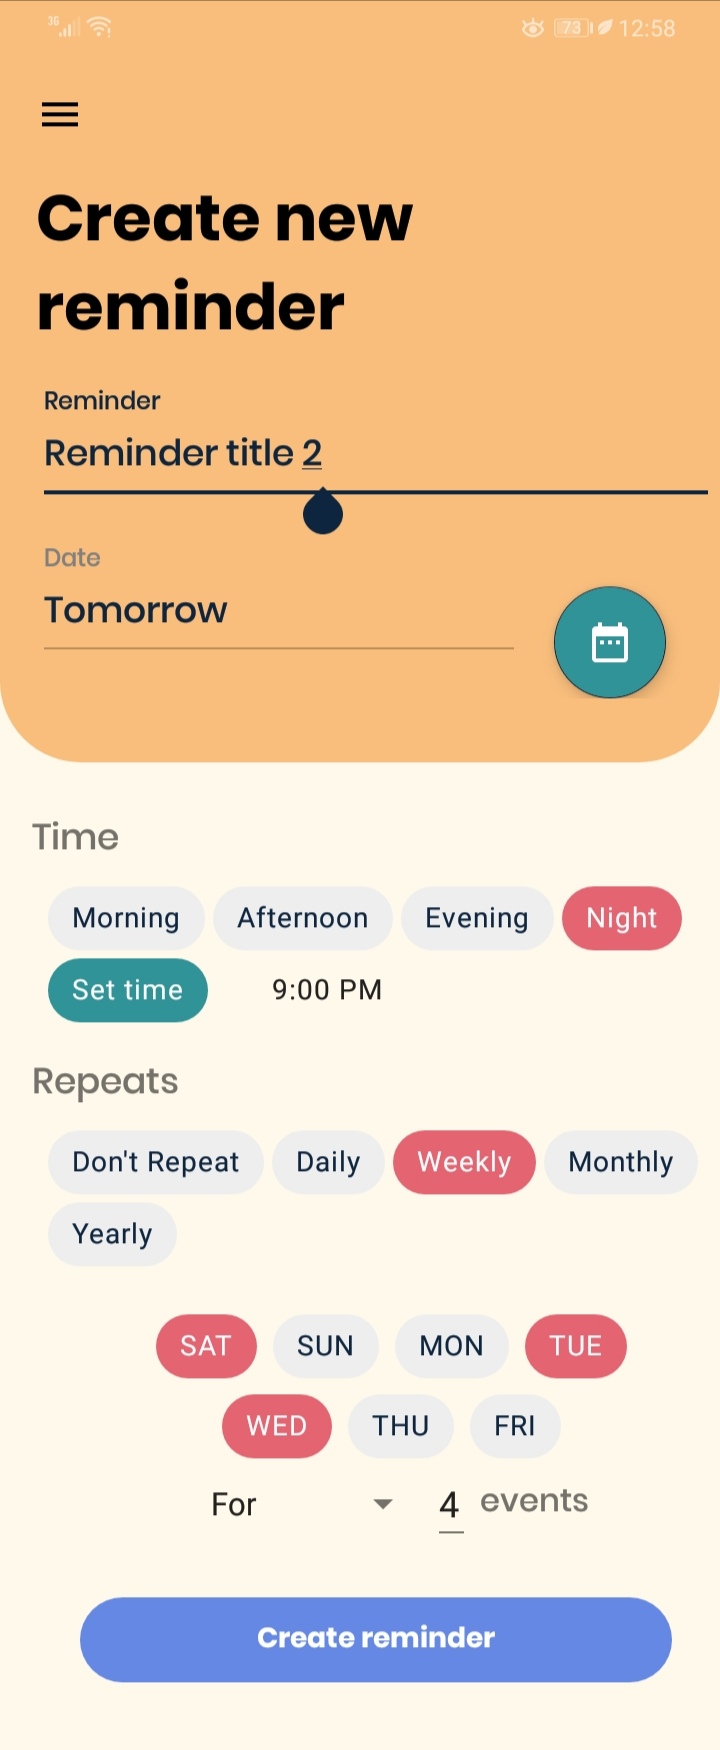 3G 73 12:58
Create new
reminder
Reminder
Reminder title 2
Date
Tomorrow
Time
Morning Afternoon Evening Night
Set time 9:00 PM
Repeats
Don't Repeat Daily Weekly Monthly
Yearly
SAT SUN MON TUE
WED THU FRI
For 4 events
Create reminder